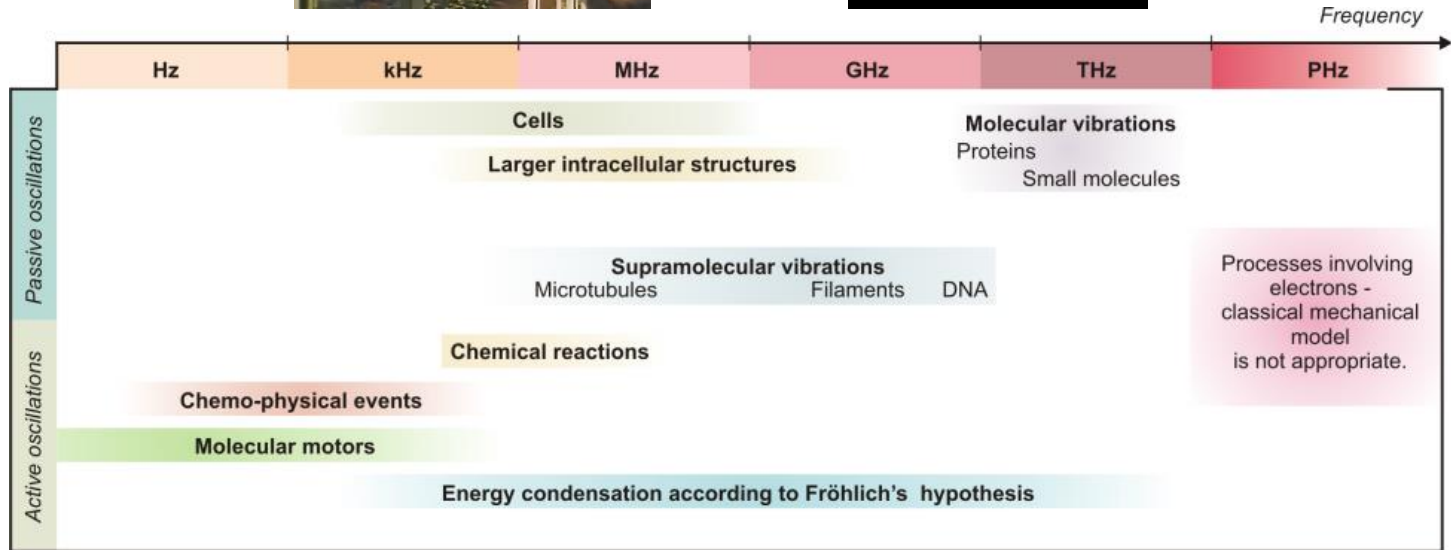 Frequency
Hz kHz MHz GHz THz PHz
Passive oscillations
Cells
Larger intracellular structures
Molecular vibrations
Proteins
Small molecules
Supramolecular vibrations
Microtubules Filaments DNA
Processes involving
electrons -
classical mechanical
model
is not appropriate.
Active oscillations
Chemical reactions
Chemo-physical events
Molecular motors
Energy condensation according to Fröhlich's hypothesis